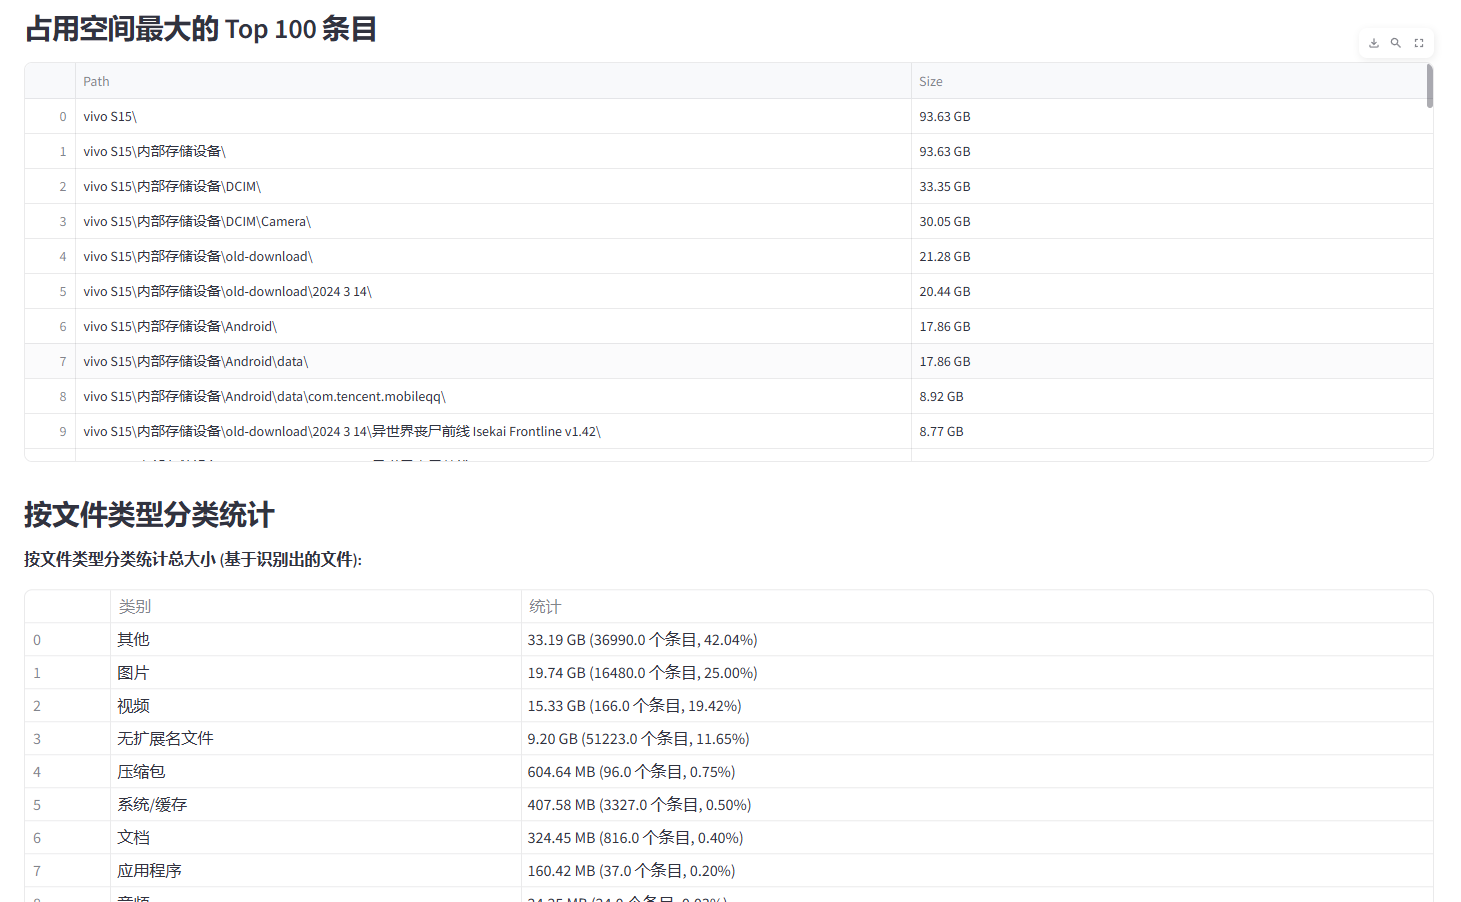 占用空间最大的 Top 100 条目
Path Size
0 vivo S15\ 93.63 GB
1 vivo S15\内部存储设备\ 93.63 GB
2 vivo S15\内部存储设备\DCIM\ 33.35 GB
3 vivo S15\内部存储设备\DCIM\Camera\ 30.05 GB
4 vivo S15\内部存储设备\old-download\ 21.28 GB
5 vivo S15\内部存储设备\old-download\2024 3 14\ 20.44 GB
6 vivo S15\内部存储设备\Android\ 17.86 GB
7 vivo S15\内部存储设备\Android\data\ 17.86 GB
8 vivo S15\内部存储设备\Android\data\com.tencent.mobileqq\ 8.92 GB
9 vivo S15\内部存储设备\old-download\2024 3 14\异世界丧尸前线 Isekai Frontline v1.42\ 8.77 GB
按文件类型分类统计
按文件类型分类统计总大小 (基于识别出的文件):
类别 统计
0 其他 33.19 GB (36990.0 个条目, 42.04%)
1 图片 19.74 GB (16480.0 个条目, 25.00%)
2 视频 15.33 GB (166.0 个条目, 19.42%)
3 无扩展名文件 9.20 GB (51223.0 个条目, 11.65%)
4 压缩包 604.64 MB (96.0 个条目, 0.75%)
5 系统/缓存 407.58 MB (3327.0 个条目, 0.50%)
6 文档 324.45 MB (816.0 个条目, 0.40%)
7 应用程序 160.42 MB (37.0 个条目, 0.20%)